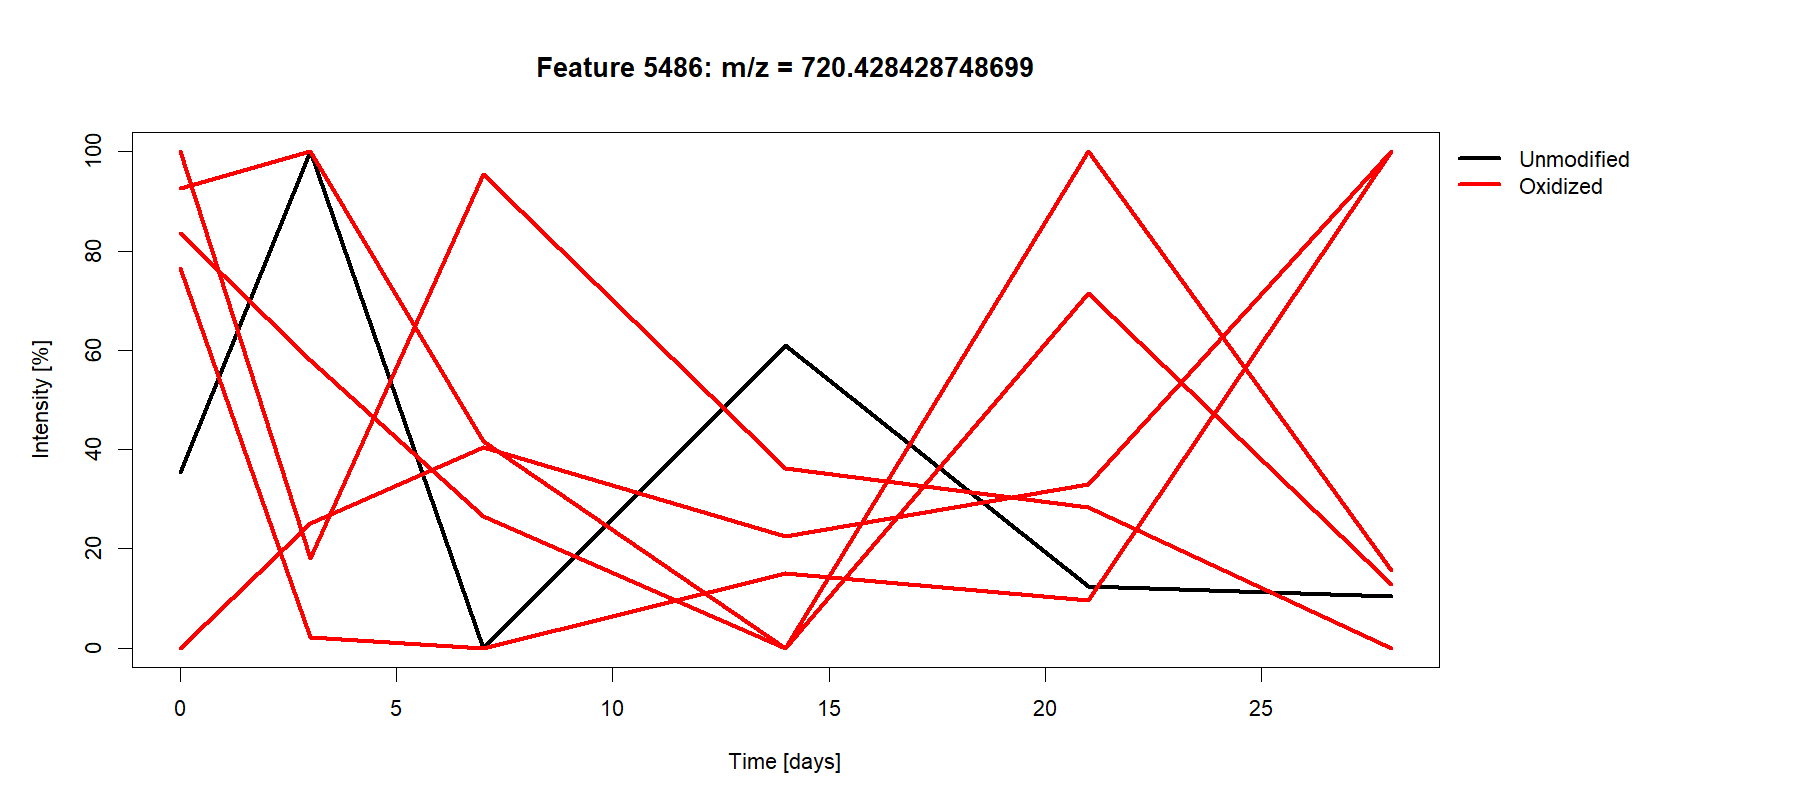 Feature 5486: m/z = 720.428428748699
Unmodified
Oxidized
Intensity [%]
100
80
60
40
20
0
0 5 10 15 20 25
Time [days]